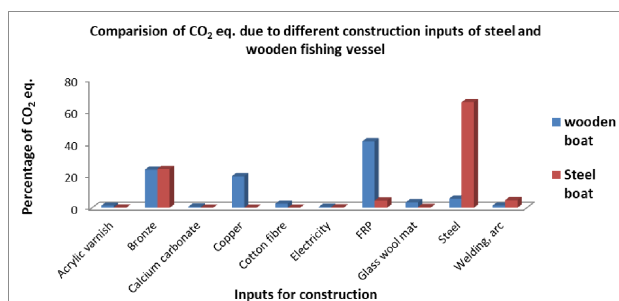 Comparision of CO₂ eq. due to different construction inputs of steel and
wooden fishing vessel
Percentage of CO₂ eq.
80
60
40
20
0
wooden
boat
Steel
boat
Acrylic varnish
Bronze
Calcium carbonate
Copper
Cotton fibre
Electricity
FRP
Glass wool mat
Steel
Welding, arc
Inputs for construction